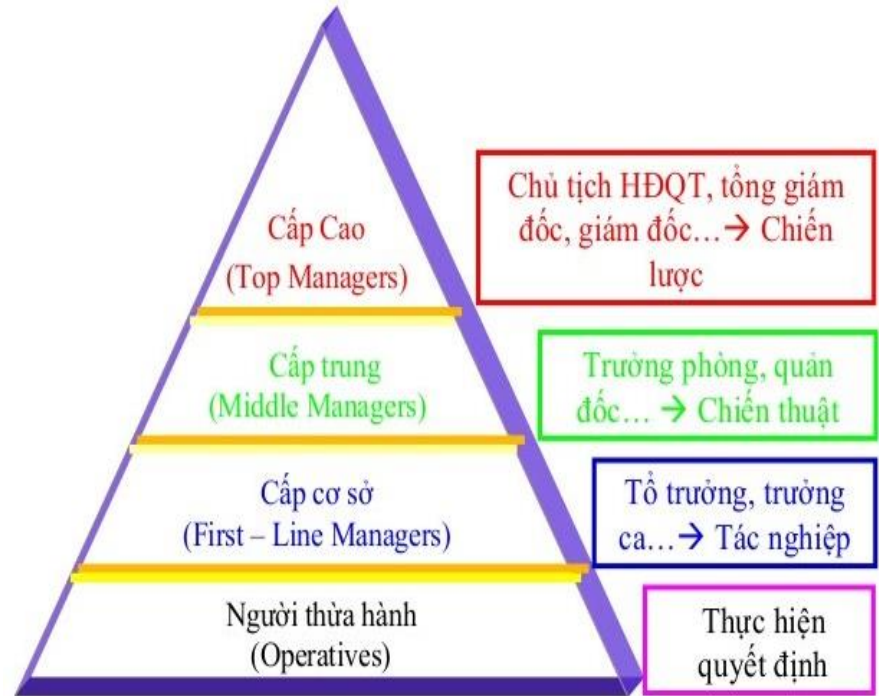 Cấp Cao
(Top Managers)
Chủ tịch HĐQT, tổng giám
đốc, giám đốc…→ Chiến
lược
Cấp trung
(Middle Managers)
Trưởng phòng, quản
đốc… → Chiến thuật
Cấp cơ sở
(First – Line Managers)
Tổ trưởng, trưởng
ca…→ Tác nghiệp
Người thừa hành
(Operatives)
Thực hiện
quyết định